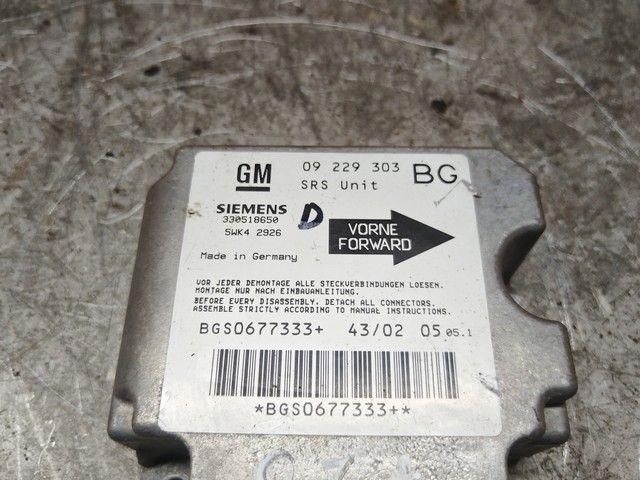 GM 09 229 303 BG
SRS Unit
SIEMENS D
330518650
5WK4 2926
VORNE
FORWARD
Made in Germany
VOR JEDER DEMONTAGE ALLE STECKVERBINDUNGEN LOESEN.
MONTAGE NUR NACH EINBAUANLEITUNG.
BEFORE EVERY DISASSEMBLY, DETACH ALL CONNECTORS.
ASSEMBLE STRICTLY ACCORDING TO MANUAL INSTRUCTIONS.
BGS0677333+ 43/02 05 05.1
*BGS0677333+*